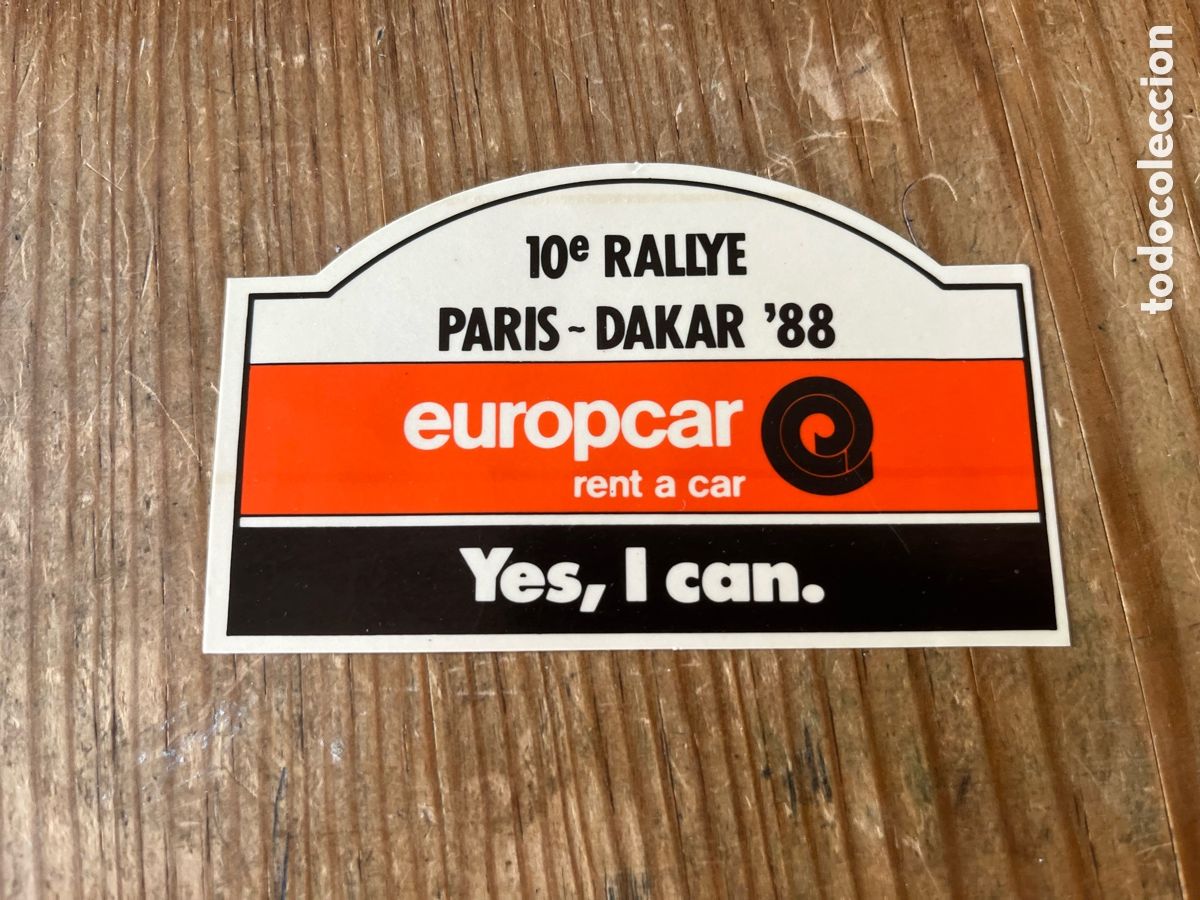 10e RALLYE
PARIS - DAKAR '88
europcar
rent a car
Yes, I can.
todocoleccion